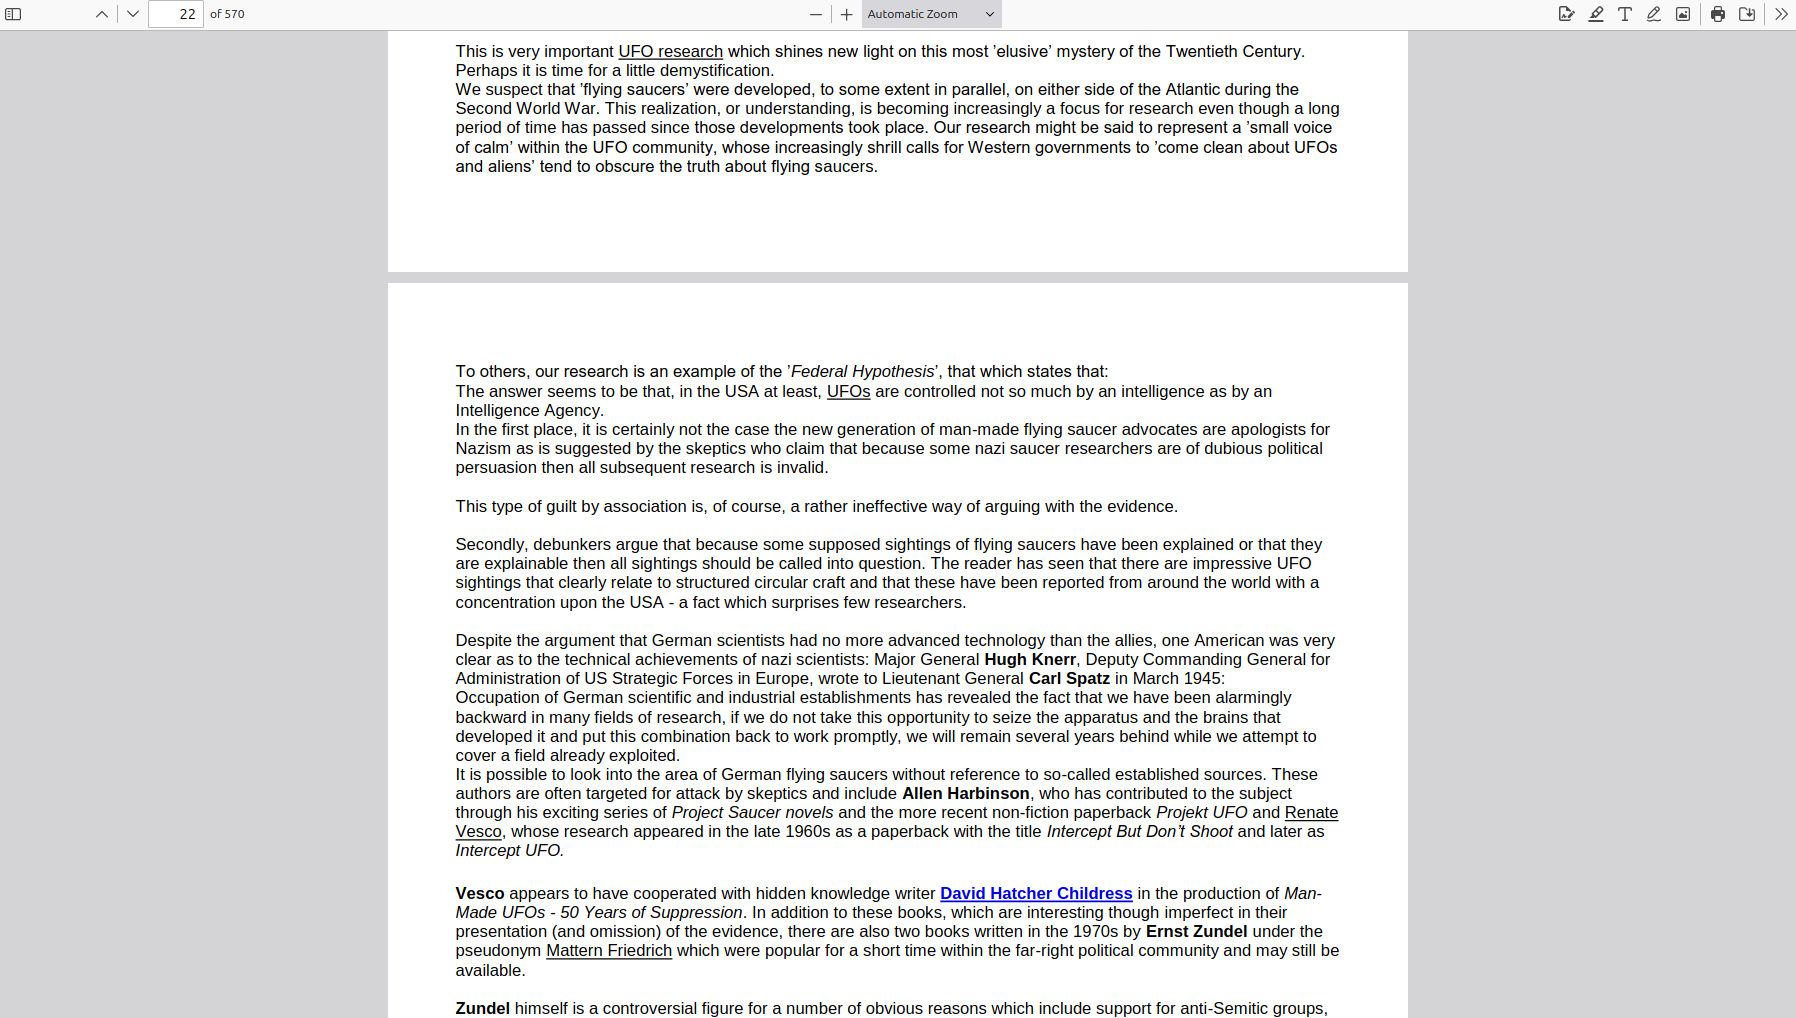 22 of 570 Automatic Zoom
This is very important UFO research which shines new light on this most ’elusive’ mystery of the Twentieth Century.
Perhaps it is time for a little demystification.
We suspect that ’flying saucers’ were developed, to some extent in parallel, on either side of the Atlantic during the
Second World War. This realization, or understanding, is becoming increasingly a focus for research even though a long
period of time has passed since those developments took place. Our research might be said to represent a ’small voice
of calm’ within the UFO community, whose increasingly shrill calls for Western governments to ’come clean about UFOs
and aliens’ tend to obscure the truth about flying saucers.
To others, our research is an example of the ’Federal Hypothesis’, that which states that:
The answer seems to be that, in the USA at least, UFOs are controlled not so much by an intelligence as by an
Intelligence Agency.
In the first place, it is certainly not the case the new generation of man-made flying saucer advocates are apologists for
Nazism as is suggested by the skeptics who claim that because some nazi saucer researchers are of dubious political
persuasion then all subsequent research is invalid.
This type of guilt by association is, of course, a rather ineffective way of arguing with the evidence.
Secondly, debunkers argue that because some supposed sightings of flying saucers have been explained or that they
are explainable then all sightings should be called into question. The reader has seen that there are impressive UFO
sightings that clearly relate to structured circular craft and that these have been reported from around the world with a
concentration upon the USA - a fact which surprises few researchers.
Despite the argument that German scientists had no more advanced technology than the allies, one American was very
clear as to the technical achievements of nazi scientists: Major General Hugh Knerr, Deputy Commanding General for
Administration of US Strategic Forces in Europe, wrote to Lieutenant General Carl Spatz in March 1945:
Occupation of German scientific and industrial establishments has revealed the fact that we have been alarmingly
backward in many fields of research, if we do not take this opportunity to seize the apparatus and the brains that
developed it and put this combination back to work promptly, we will remain several years behind while we attempt to
cover a field already exploited.
It is possible to look into the area of German flying saucers without reference to so-called established sources. These
authors are often targeted for attack by skeptics and include Allen Harbinson, who has contributed to the subject
through his exciting series of Project Saucer novels and the more recent non-fiction paperback Projekt UFO and Renate
Vesco, whose research appeared in the late 1960s as a paperback with the title Intercept But Don’t Shoot and later as
Intercept UFO.
Vesco appears to have cooperated with hidden knowledge writer David Hatcher Childress in the production of Man-
Made UFOs - 50 Years of Suppression. In addition to these books, which are interesting though imperfect in their
presentation (and omission) of the evidence, there are also two books written in the 1970s by Ernst Zundel under the
pseudonym Mattern Friedrich which were popular for a short time within the far-right political community and may still be
available.
Zundel himself is a controversial figure for a number of obvious reasons which include support for anti-Semitic groups,